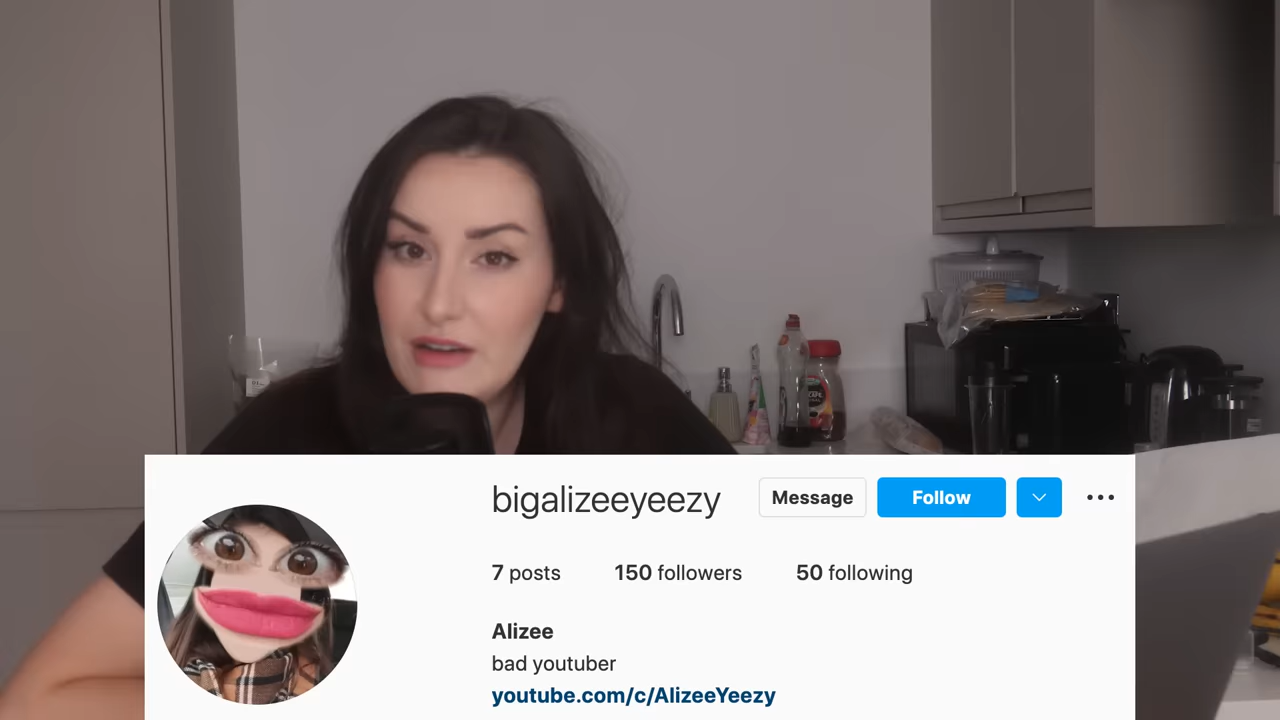 bigalizeeyeezy
Message
Follow
7 posts
150 followers
50 following
Alizee
bad youtuber
youtube.com/c/AlizeeYeezy